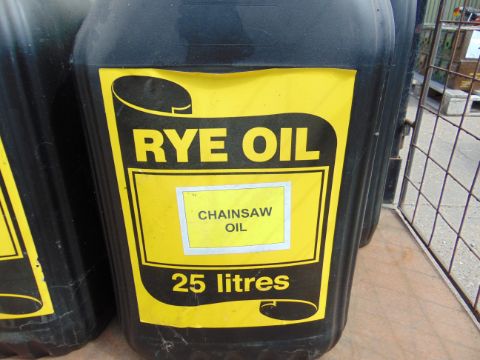 RYE OIL
CHAINSAW
OIL
25 litres